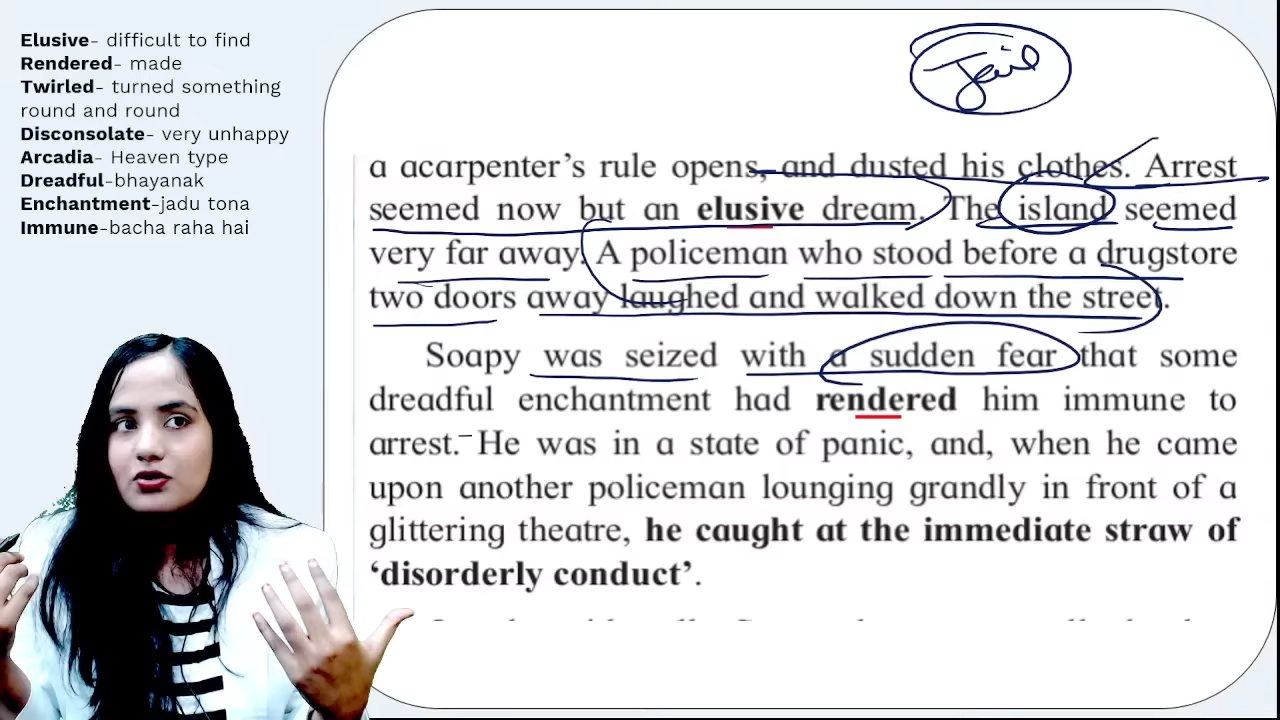 Elusive- difficult to find
Rendered- made
Twirled- turned something
round and round
Disconsolate- very unhappy
Arcadia- Heaven type
Dreadful-bhayanak
Enchantment-jadu tona
Immune-bacha raha hai
Jail
a acarpenter’s rule opens, and dusted his clothes. Arrest
seemed now but an elusive dream. The island seemed
very far away. A policeman who stood before a drugstore
two doors away laughed and walked down the street.
Soapy was seized with a sudden fear that some
dreadful enchantment had rendered him immune to
arrest. He was in a state of panic, and, when he came
upon another policeman lounging grandly in front of a
glittering theatre, he caught at the immediate straw of
‘disorderly conduct’.